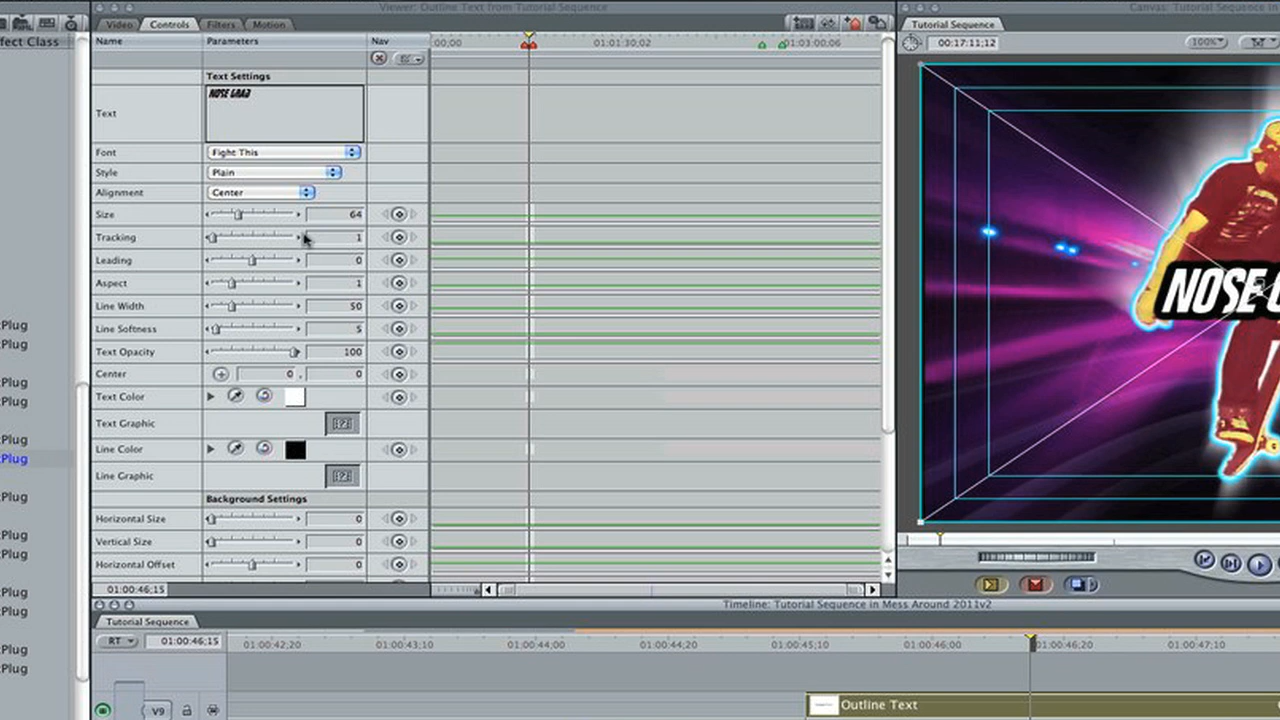 Viewer: Outline Text from Tutorial Sequence
Canvas: Tutorial Sequence in
fect Class
Video
Controls
Filters
Motion
Tutorial Sequence
Name
Parameters
Nav
00;00
01:01:30;02
01:03:00;06
00:17:11;12
100%
Text Settings
Text
NOSE GRAB
Font
Fight This
Style
Plain
Alignment
Center
Size
64
Tracking
1
Leading
0
Aspect
1
Line Width
50
Line Softness
5
Text Opacity
100
Center
0 , 0
Text Color
Text Graphic
Line Color
Line Graphic
Background Settings
Horizontal Size
0
Vertical Size
0
Horizontal Offset
0
Plug
Plug
Plug
Plug
Plug
Plug
Plug
Plug
Plug
Plug
Plug
Plug
Plug
NOSE G
01:00:46;15
Timeline: Tutorial Sequence in Mess Around 2011v2
Tutorial Sequence
RT
01:00:46;15
01:00:42;20
01:00:43;10
01:00:44;00
01:00:44;20
01:00:45;10
01:00:46;00
01:00:46;20
01:00:47;10
V9
Outline Text